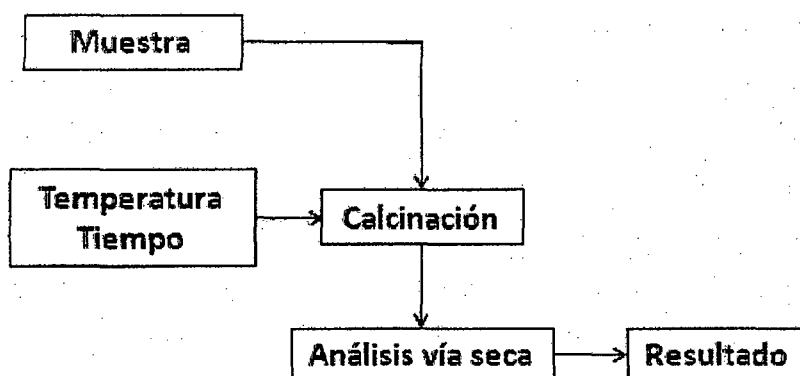 Muestra
Temperatura
Tiempo
Calcinación
Análisis vía seca
Resultado